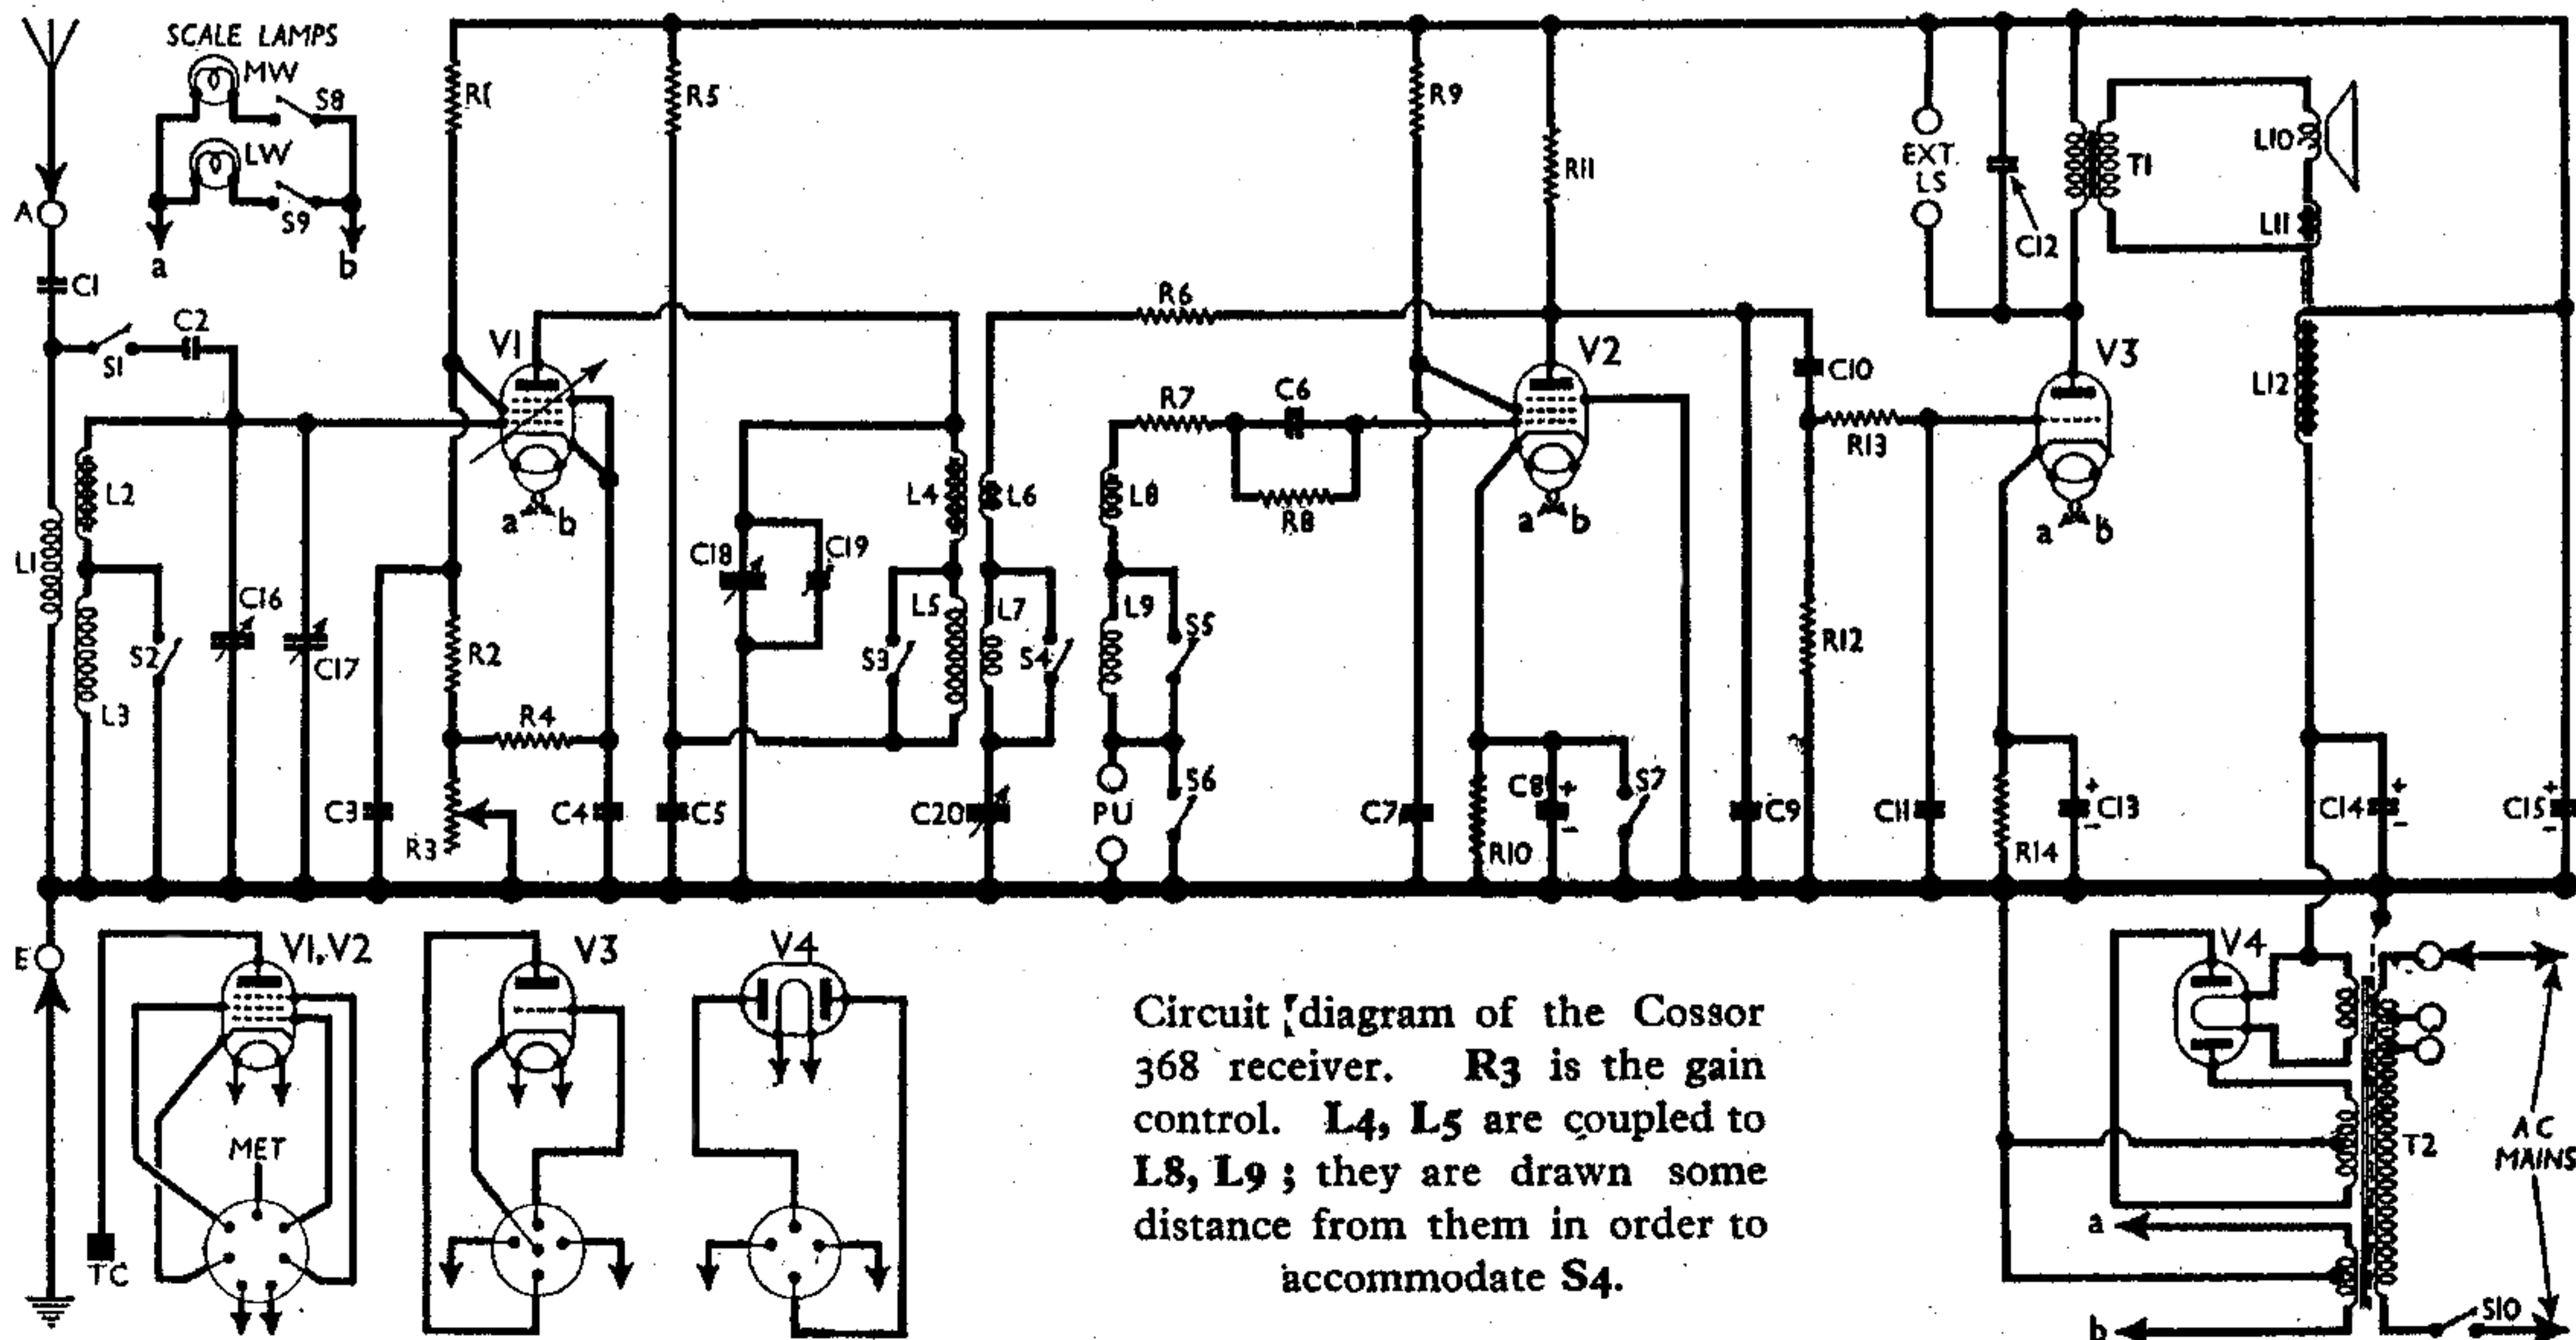 SCALE LAMPS
MW
S8
LW
S9
a
b
A
C1
S1
C2
L1
L2
L3
S2
C16
C17
R1
V1
a
b
R2
R4
R3
C3
C4
R5
C5
C18
C19
L4
L5
S3
L6
L7
S4
C20
R6
R7
C6
R8
L8
L9
S5
S6
PU
R9
R11
V2
a
b
C7
R10
C8
+
-
S7
C9
C10
R12
R13
C11
EXT.
LS
C12
T1
L10
L11
L12
V3
a
b
R14
+
C13
-
C14
+
-
C15
+
-
E
V1, V2
MET
TC
V3
V4
Circuit diagram of the Cossor
368 receiver. R3 is the gain
control. L4, L5 are coupled to
L8, L9 ; they are drawn some
distance from them in order to
accommodate S4.
V4
T2
AC
MAINS
a
b
S10